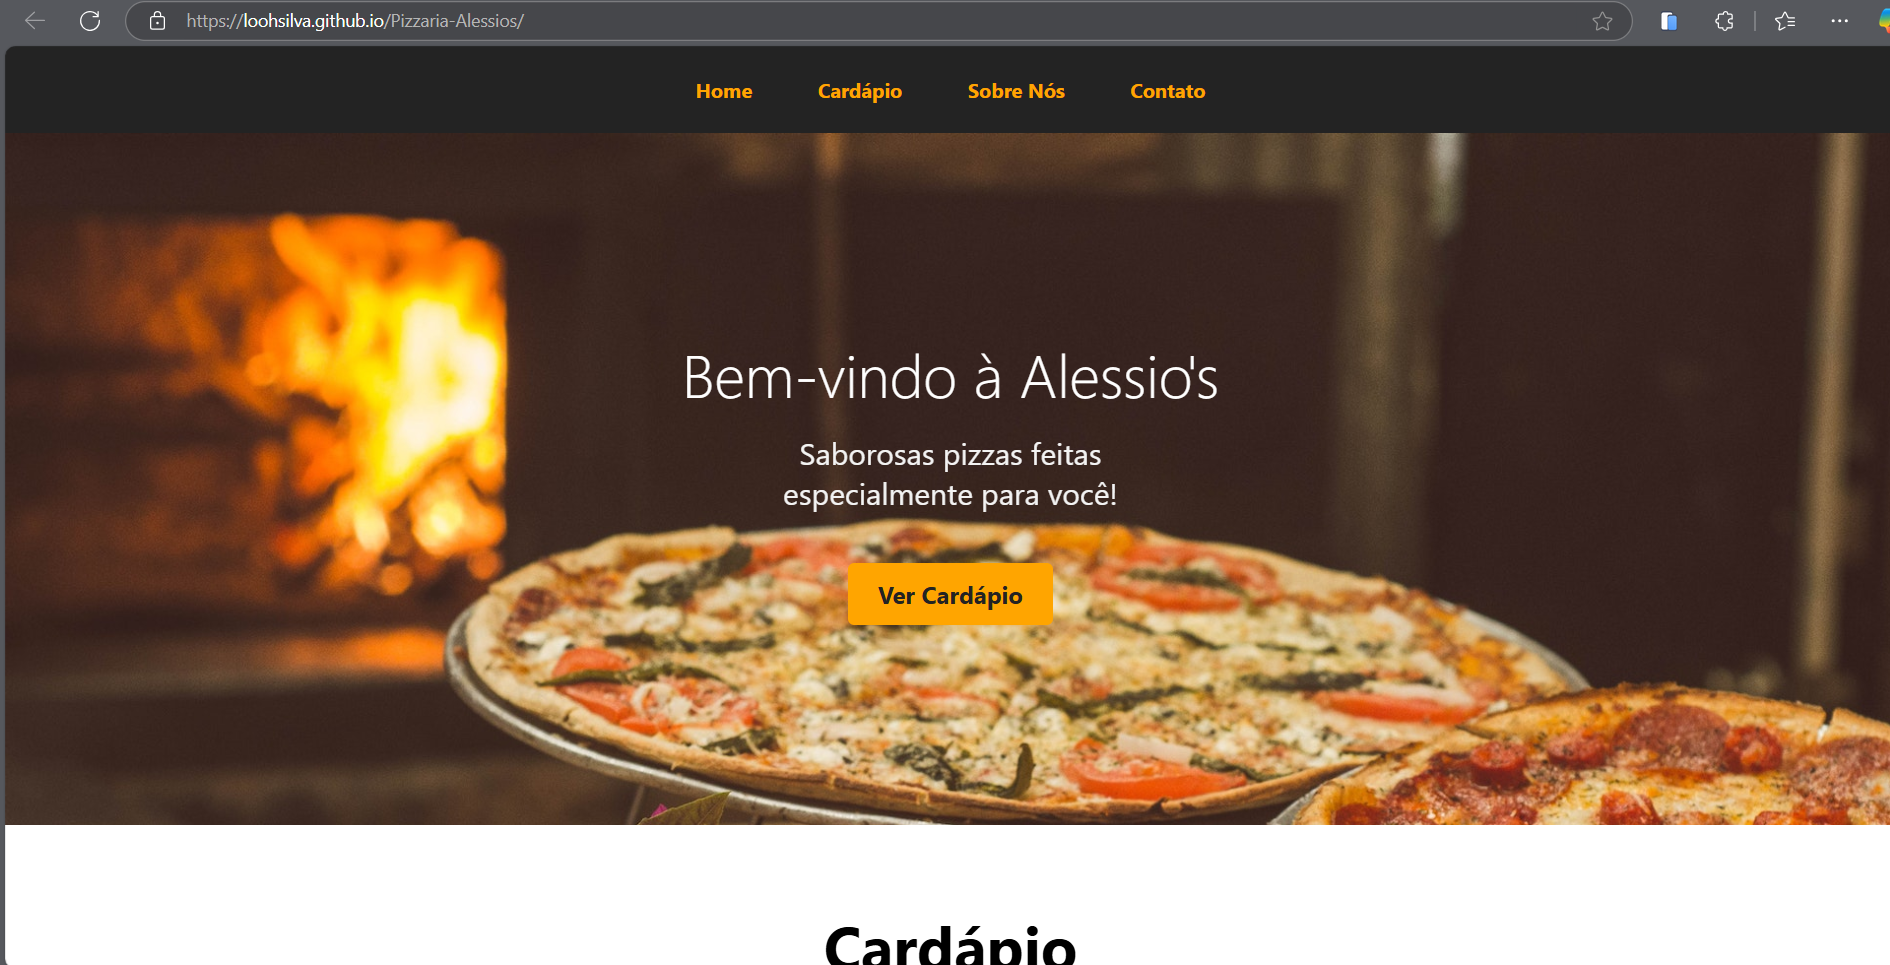 https://loohsilva.github.io/Pizzaria-Alessios/
Home Cardápio Sobre Nós Contato
Bem-vindo à Alessio's
Saborosas pizzas feitas
especialmente para você!
Ver Cardápio
Cardápio